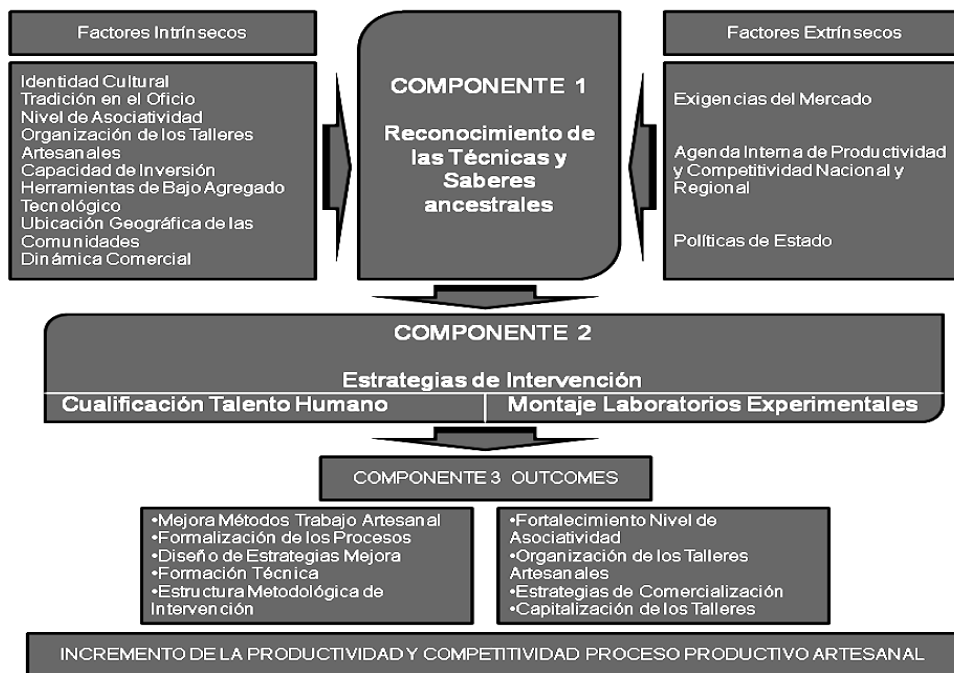 Factores Intrínsecos
Identidad Cultural
Tradición en el Oficio
Nivel de Asociatividad
Organización de los Talleres
Artesanales
Capacidad de Inversión
Herramientas de Bajo Agregado
Tecnológico
Ubicación Geográfica de las
Comunidades
Dinámica Comercial
COMPONENTE 1
Reconocimiento de
las Técnicas y
Saberes
ancestrales
Factores Extrínsecos
Exigencias del Mercado
Agenda Interna de Productividad
y Competitividad Nacional y
Regional
Políticas de Estado
COMPONENTE 2
Estrategias de Intervención
Cualificación Talento Humano
Montaje Laboratorios Experimentales
COMPONENTE 3 OUTCOMES
•Mejora Métodos Trabajo Artesanal
•Formalización de los Procesos
•Diseño de Estrategias Mejora
•Formación Técnica
•Estructura Metodológica de
Intervención
•Fortalecimiento Nivel de
Asociatividad
•Organización de los Talleres
Artesanales
•Estrategias de Comercialización
•Capitalización de los Talleres
INCREMENTO DE LA PRODUCTIVIDAD Y COMPETITIVIDAD PROCESO PRODUCTIVO ARTESANAL